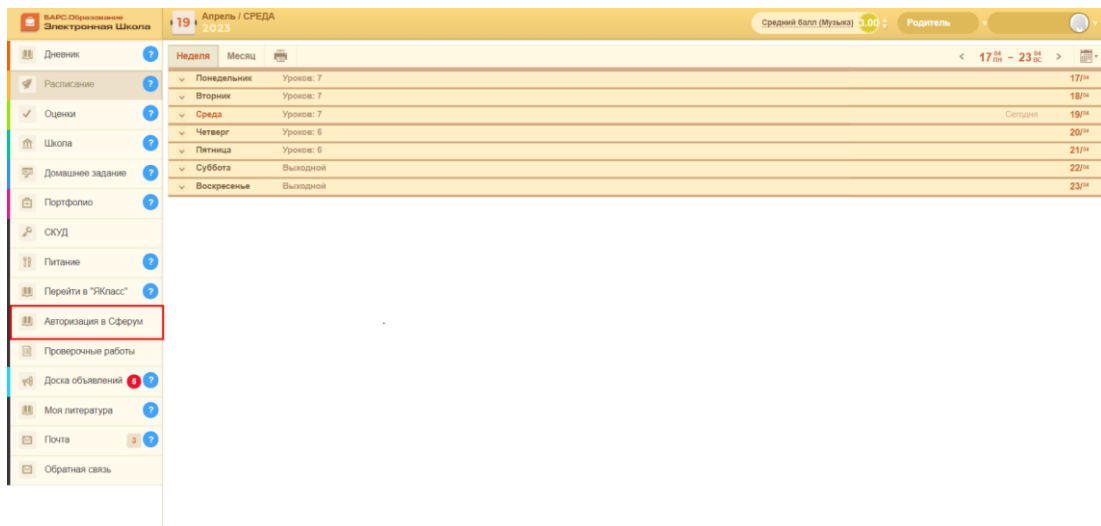 БАРС.Образование
Электронная Школа
19 Апрель / СРЕДА
2023
Средний балл (Музыка) 3.00 Родитель
Дневник ?
Расписание ?
Оценки ?
Школа ?
Домашнее задание ?
Портфолио ?
СКУД
Питание ?
Перейти в "ЯКласс" ?
Авторизация в Сферум
Проверочные работы
Доска объявлений 5 ?
Моя литература ?
Почта 3 ?
Обратная связь
Неделя Месяц < 17 04 ПН – 23 04 ВС >
Понедельник Уроков: 7 17/04
Вторник Уроков: 7 18/04
Среда Уроков: 7 Сегодня 19/04
Четверг Уроков: 6 20/04
Пятница Уроков: 6 21/04
Суббота Выходной 22/04
Воскресенье Выходной 23/04